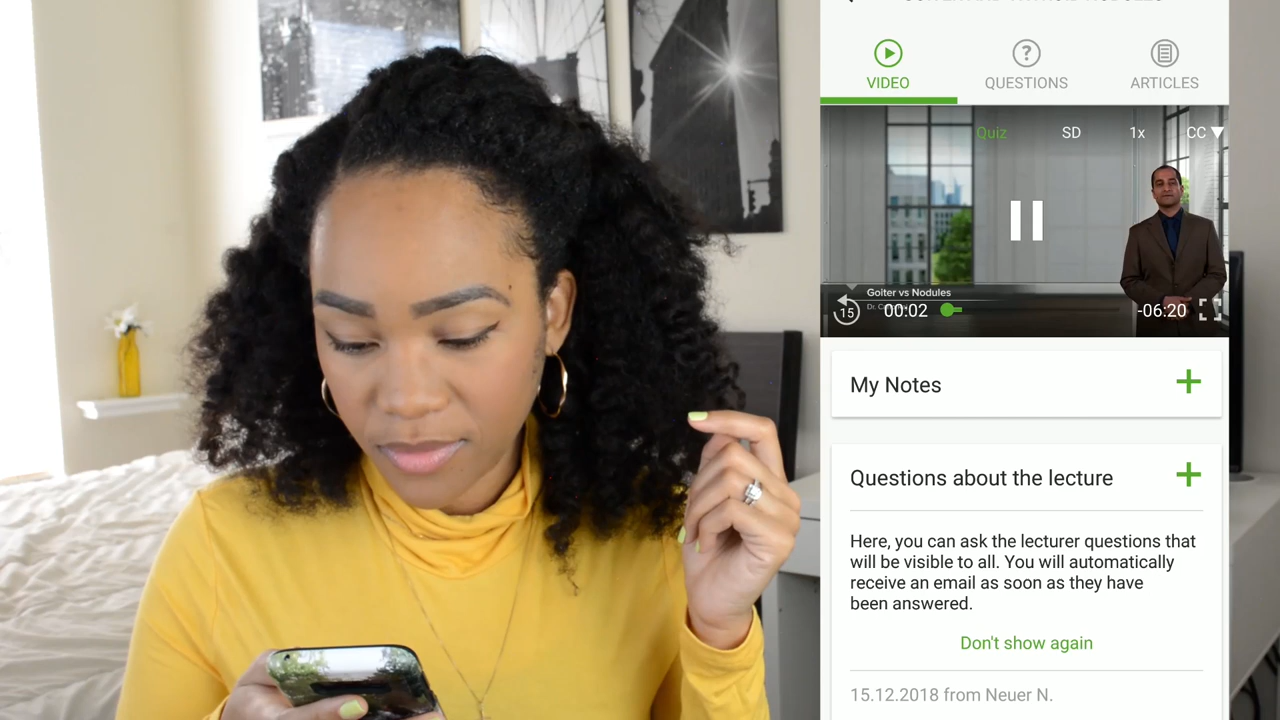 VIDEO
QUESTIONS
ARTICLES
Quiz SD 1x CC
Goiter vs Nodules
15 00:02 -06:20
My Notes
Questions about the lecture
Here, you can ask the lecturer questions that
will be visible to all. You will automatically
receive an email as soon as they have
been answered.
Don't show again
15.12.2018 from Neuer N.